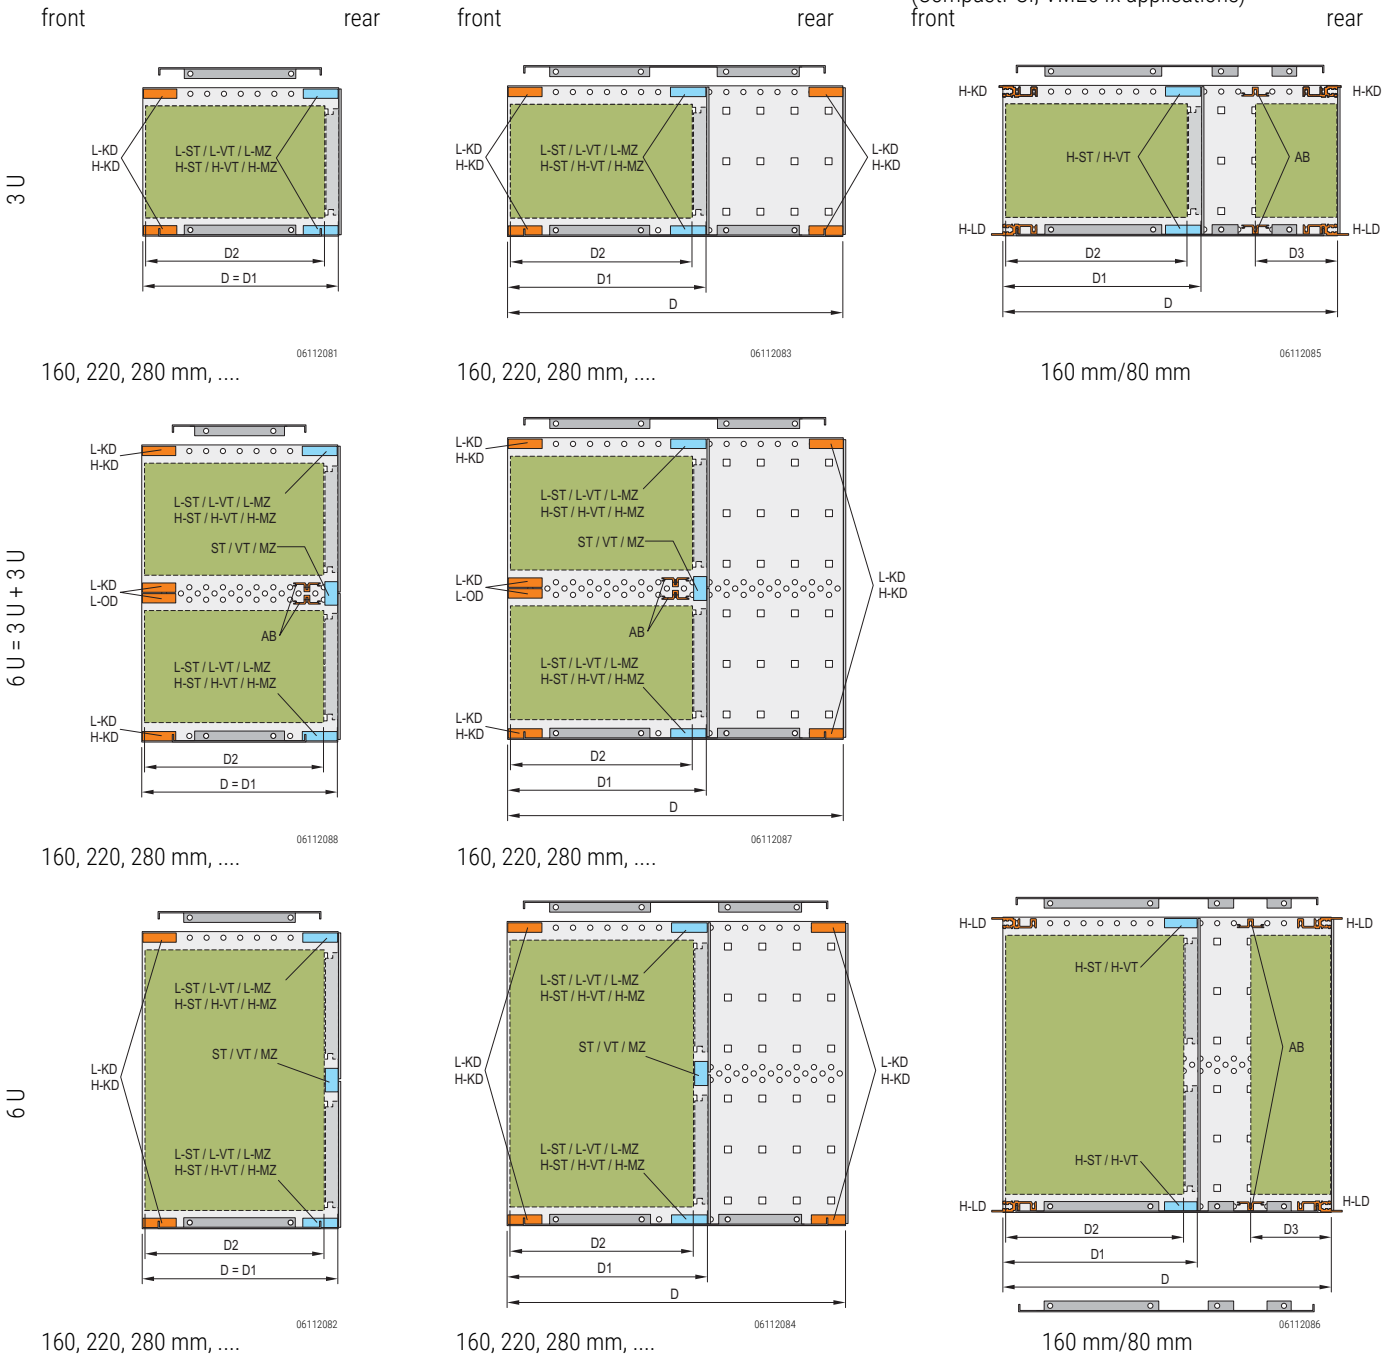 (CompactPCI, VME64x applications)
front
rear
front
rear
front
rear
3 U
L-KD
H-KD
L-ST / L-VT / L-MZ
H-ST / H-VT / H-MZ
D2
D = D1
06112081
160, 220, 280 mm, ....
L-KD
H-KD
L-ST / L-VT / L-MZ
H-ST / H-VT / H-MZ
L-KD
H-KD
D2
D1
D
06112083
160, 220, 280 mm, ....
H-KD
H-KD
H-ST / H-VT
AB
H-LD
H-LD
D2
D3
D1
D
06112085
160 mm/80 mm
6 U = 3 U + 3 U
L-KD
H-KD
L-ST / L-VT / L-MZ
H-ST / H-VT / H-MZ
ST / VT / MZ
L-KD
L-OD
AB
L-ST / L-VT / L-MZ
H-ST / H-VT / H-MZ
L-KD
H-KD
D2
D = D1
06112088
160, 220, 280 mm, ....
L-KD
H-KD
L-ST / L-VT / L-MZ
H-ST / H-VT / H-MZ
ST / VT / MZ
L-KD
L-OD
L-KD
H-KD
AB
L-ST / L-VT / L-MZ
H-ST / H-VT / H-MZ
L-KD
H-KD
D2
D1
D
06112087
160, 220, 280 mm, ....
6 U
L-ST / L-VT / L-MZ
H-ST / H-VT / H-MZ
ST / VT / MZ
L-KD
H-KD
L-ST / L-VT / L-MZ
H-ST / H-VT / H-MZ
D2
D = D1
06112082
160, 220, 280 mm, ....
L-ST / L-VT / L-MZ
H-ST / H-VT / H-MZ
ST / VT / MZ
L-KD
H-KD
L-KD
H-KD
L-ST / L-VT / L-MZ
H-ST / H-VT / H-MZ
D2
D1
D
06112084
160, 220, 280 mm, ....
H-LD
H-LD
H-ST / H-VT
AB
H-ST / H-VT
H-LD
H-LD
D2
D3
D1
D
06112086
160 mm/80 mm